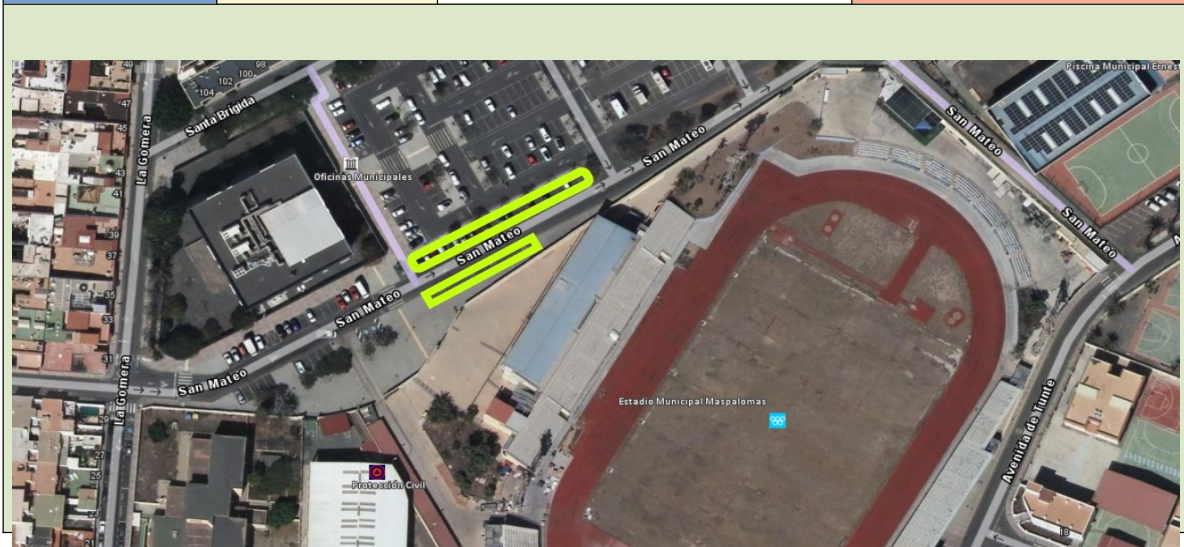 49
98
100
102
104
Piscina Municipal Ernest
47
Santa Brígida
San Mateo
45
La Gomera
San Mateo
43
Oficinas Municipales
41
San Mateo
39
San Mateo
37
35
San Mateo
33
31
La Gomera
San Mateo
Estadio Municipal Maspalomas
29
Avenida de Tunte
27
25
Protección Civil
23
18
21